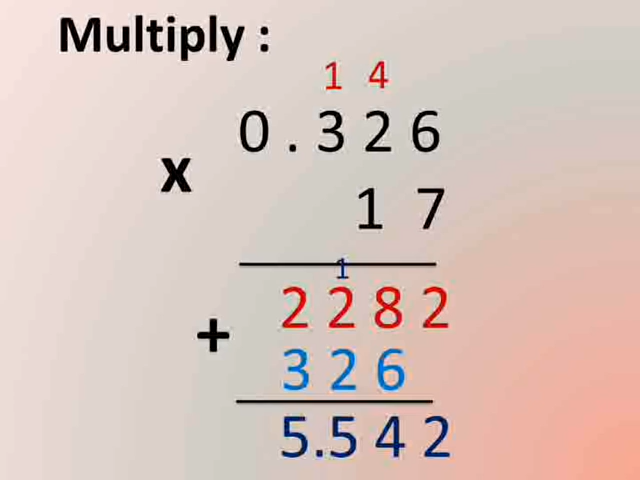 Multiply :
1 4
0 . 3 2 6
x 1 7
1
+ 2 2 8 2
3 2 6
5 . 5 4 2